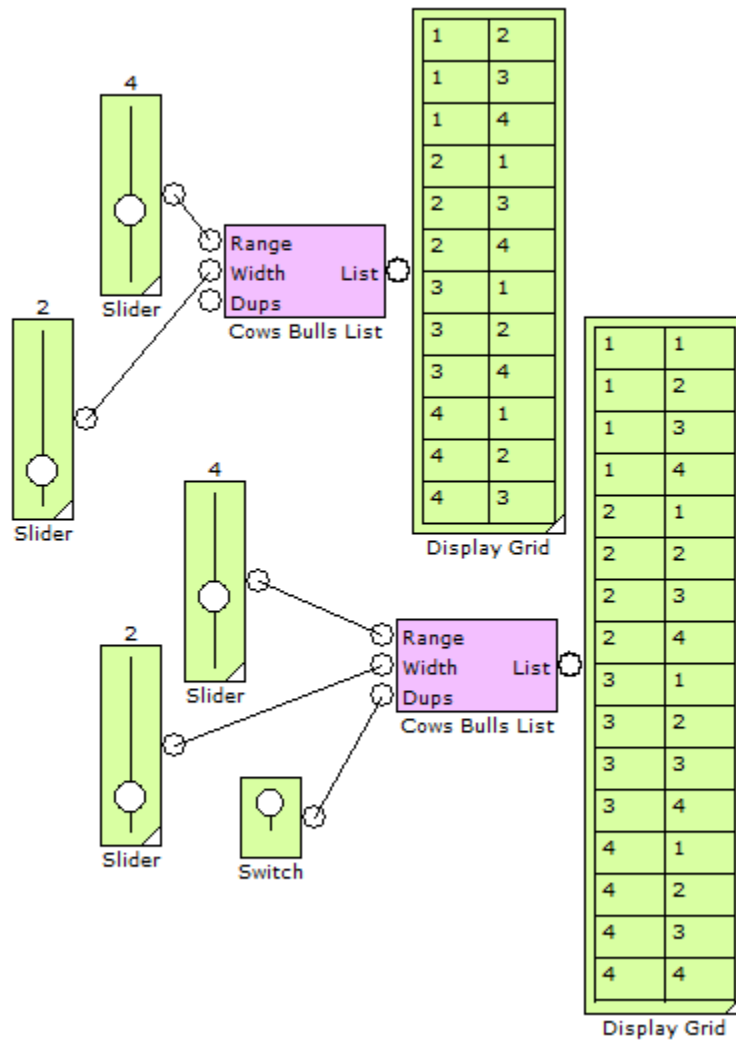 4
Slider
2
Slider
Range
Width List
Dups
Cows Bulls List
1 2
1 3
1 4
2 1
2 3
2 4
3 1
3 2
3 4
4 1
4 2
4 3
Display Grid
4
Slider
2
Slider
Switch
Range
Width List
Dups
Cows Bulls List
1 1
1 2
1 3
1 4
2 1
2 2
2 3
2 4
3 1
3 2
3 3
3 4
4 1
4 2
4 3
4 4
Display Grid